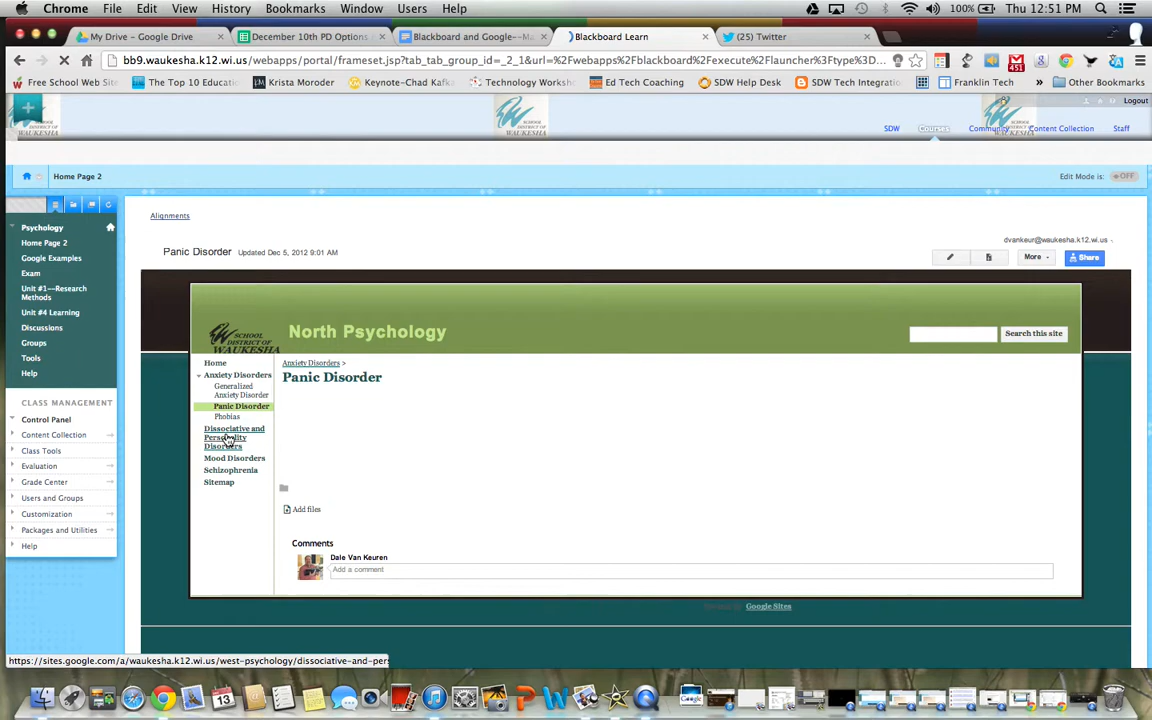 Chrome File Edit View History Bookmarks Window Users Help 100% Thu 12:51 PM
My Drive - Google Drive × December 10th PD Options × Blackboard and Google--Ma × Blackboard Learn × (25) Twitter ×
bb9.waukesha.k12.wi.us/webapps/portal/frameset.jsp?tab_tab_group_id=_2_1&url=%2Fwebapps%2Fblackboard%2Fexecute%2Flauncher%3Ftype%3D... 451
Free School Web Site The Top 10 Educati Krista Moroder Keynote-Chad Kafk Technology Worksh Ed Tech Coaching SDW Help Desk SDW Tech Integratio Franklin Tech » Other Bookmarks
Logout
SDW Courses Community Content Collection Staff
Home Page 2 Edit Mode is: OFF
Psychology
Home Page 2
Google Examples
Exam
Unit #1—Research
Methods
Unit #4 Learning
Discussions
Groups
Tools
Help
CLASS MANAGEMENT
Control Panel
Content Collection
Class Tools
Evaluation
Grade Center
Users and Groups
Customization
Packages and Utilities
Help
Alignments
dvankeur@waukesha.k12.wi.us
Panic Disorder Updated Dec 5, 2012 9:01 AM
More Share
SCHOOL
DISTRICT OF
WAUKESHA
North Psychology
Search this site
Home
Anxiety Disorders
Generalized
Anxiety Disorder
Panic Disorder
Phobias
Dissociative and
Personality
Disorders
Mood Disorders
Schizophrenia
Sitemap
Anxiety Disorders >
Panic Disorder
Add files
Comments
Dale Van Keuren
Add a comment
Google Sites
https://sites.google.com/a/waukesha.k12.wi.us/west-psychology/dissociative-and-pers
13